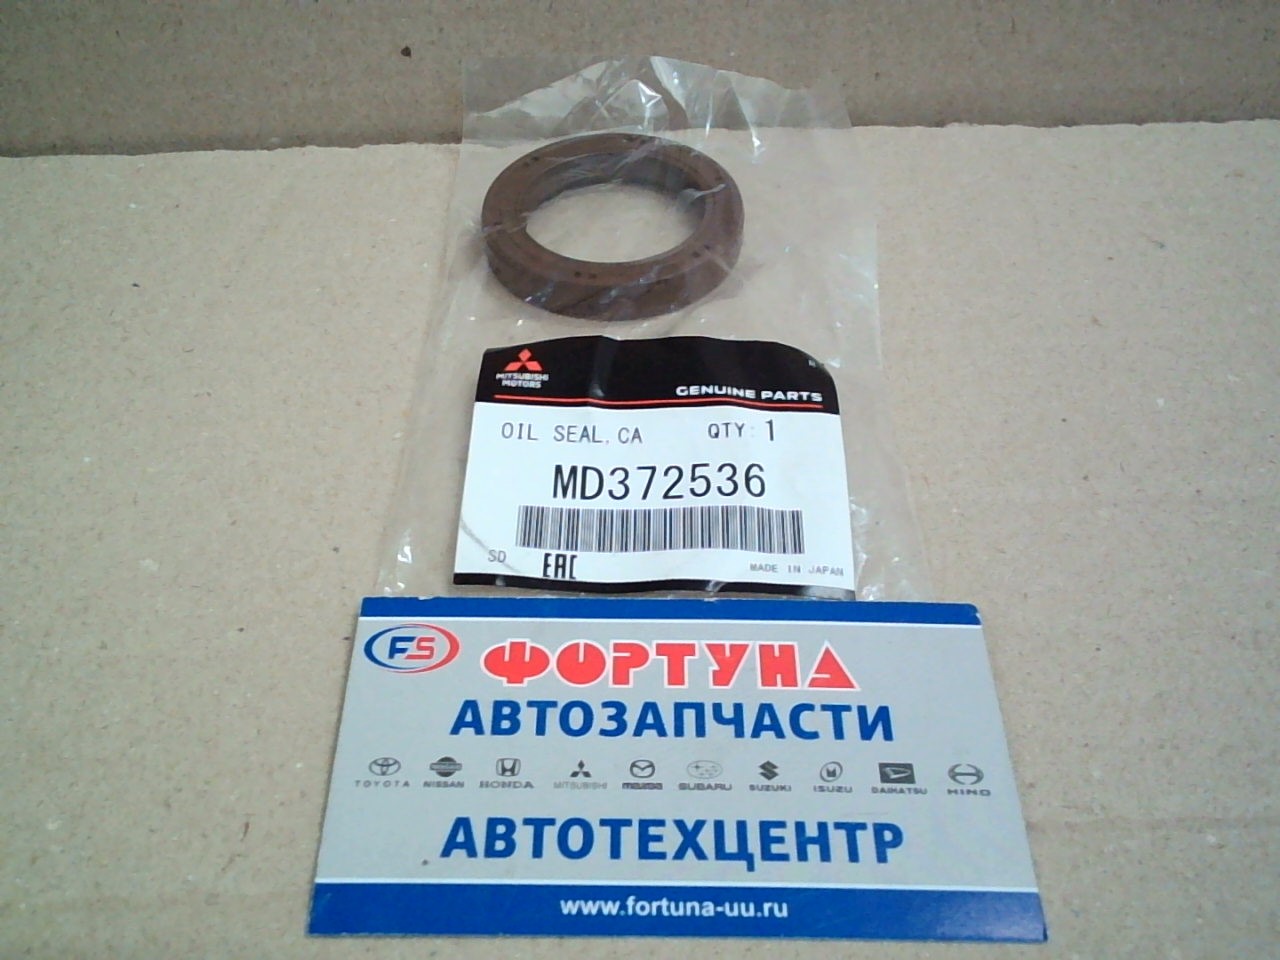 MITSUBISHI
MOTORS
GENUINE PARTS
OIL SEAL, CA QTY: 1
MD372536
SD EAC MADE IN JAPAN
FS ФОРТУНА
АВТОЗАПЧАСТИ
TOYOTA NISSAN HONDA MITSUBISHI mazda SUBARU SUZUKI ISUZU DAIHATSU HINO
АВТОТЕХЦЕНТР
www.fortuna-uu.ru